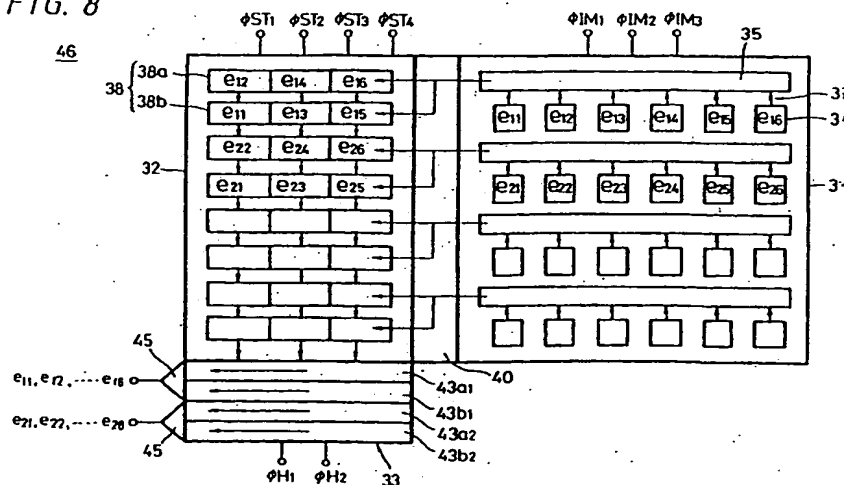 FIG. 8
46
φST1 φST2 φST3 φST4
φIM1 φIM2 φIM3
38 { 38a
38b
e12 e14 e16
e11 e13 e15
e22 e24 e26
e21 e23 e25
32
35
37
34
e11 e12 e13 e14 e15 e16
e21 e22 e23 e24 e25 e26
40
45
e11, e12, ---- e16
e21, e22, ---- e26
45
43a1
43b1
43a2
43b2
φH1 φH2
33